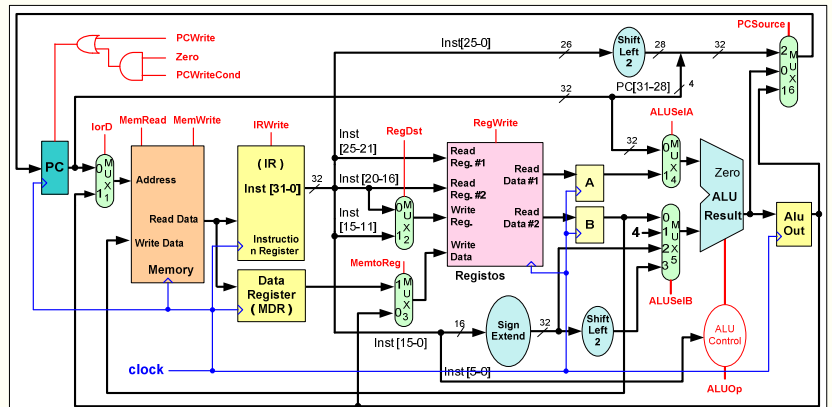 PCWrite
Zero
PCWriteCond
Inst[25-0]
26
Shift
Left
2
28
32
PCSource
2
0
1
M
U
X
6
PC[31-28]
4
32
IorD
MemRead
MemWrite
IRWrite
RegDst
RegWrite
ALUSelA
PC
0
1
M
U
X
1
Address
Read Data
Write Data
Memory
( IR )
Inst [31-0]
Instructio
n Register
32
Inst
[25-21]
Inst [20-16]
Inst
[15-11]
0
1
M
U
X
2
Read
Reg. #1
Read
Reg. #2
Write
Reg.
Write
Data
Read
Data #1
Read
Data #2
Registos
A
B
32
0
1
M
U
X
4
4
0
1
2
3
M
U
X
5
ALUSelB
Zero
ALU
Result
Alu
Out
Data
Register
( MDR )
MemtoReg
1
0
M
U
X
3
Inst [15-0]
16
Sign
Extend
32
Shift
Left
2
ALU
Control
ALUOp
clock
Inst [5-0]